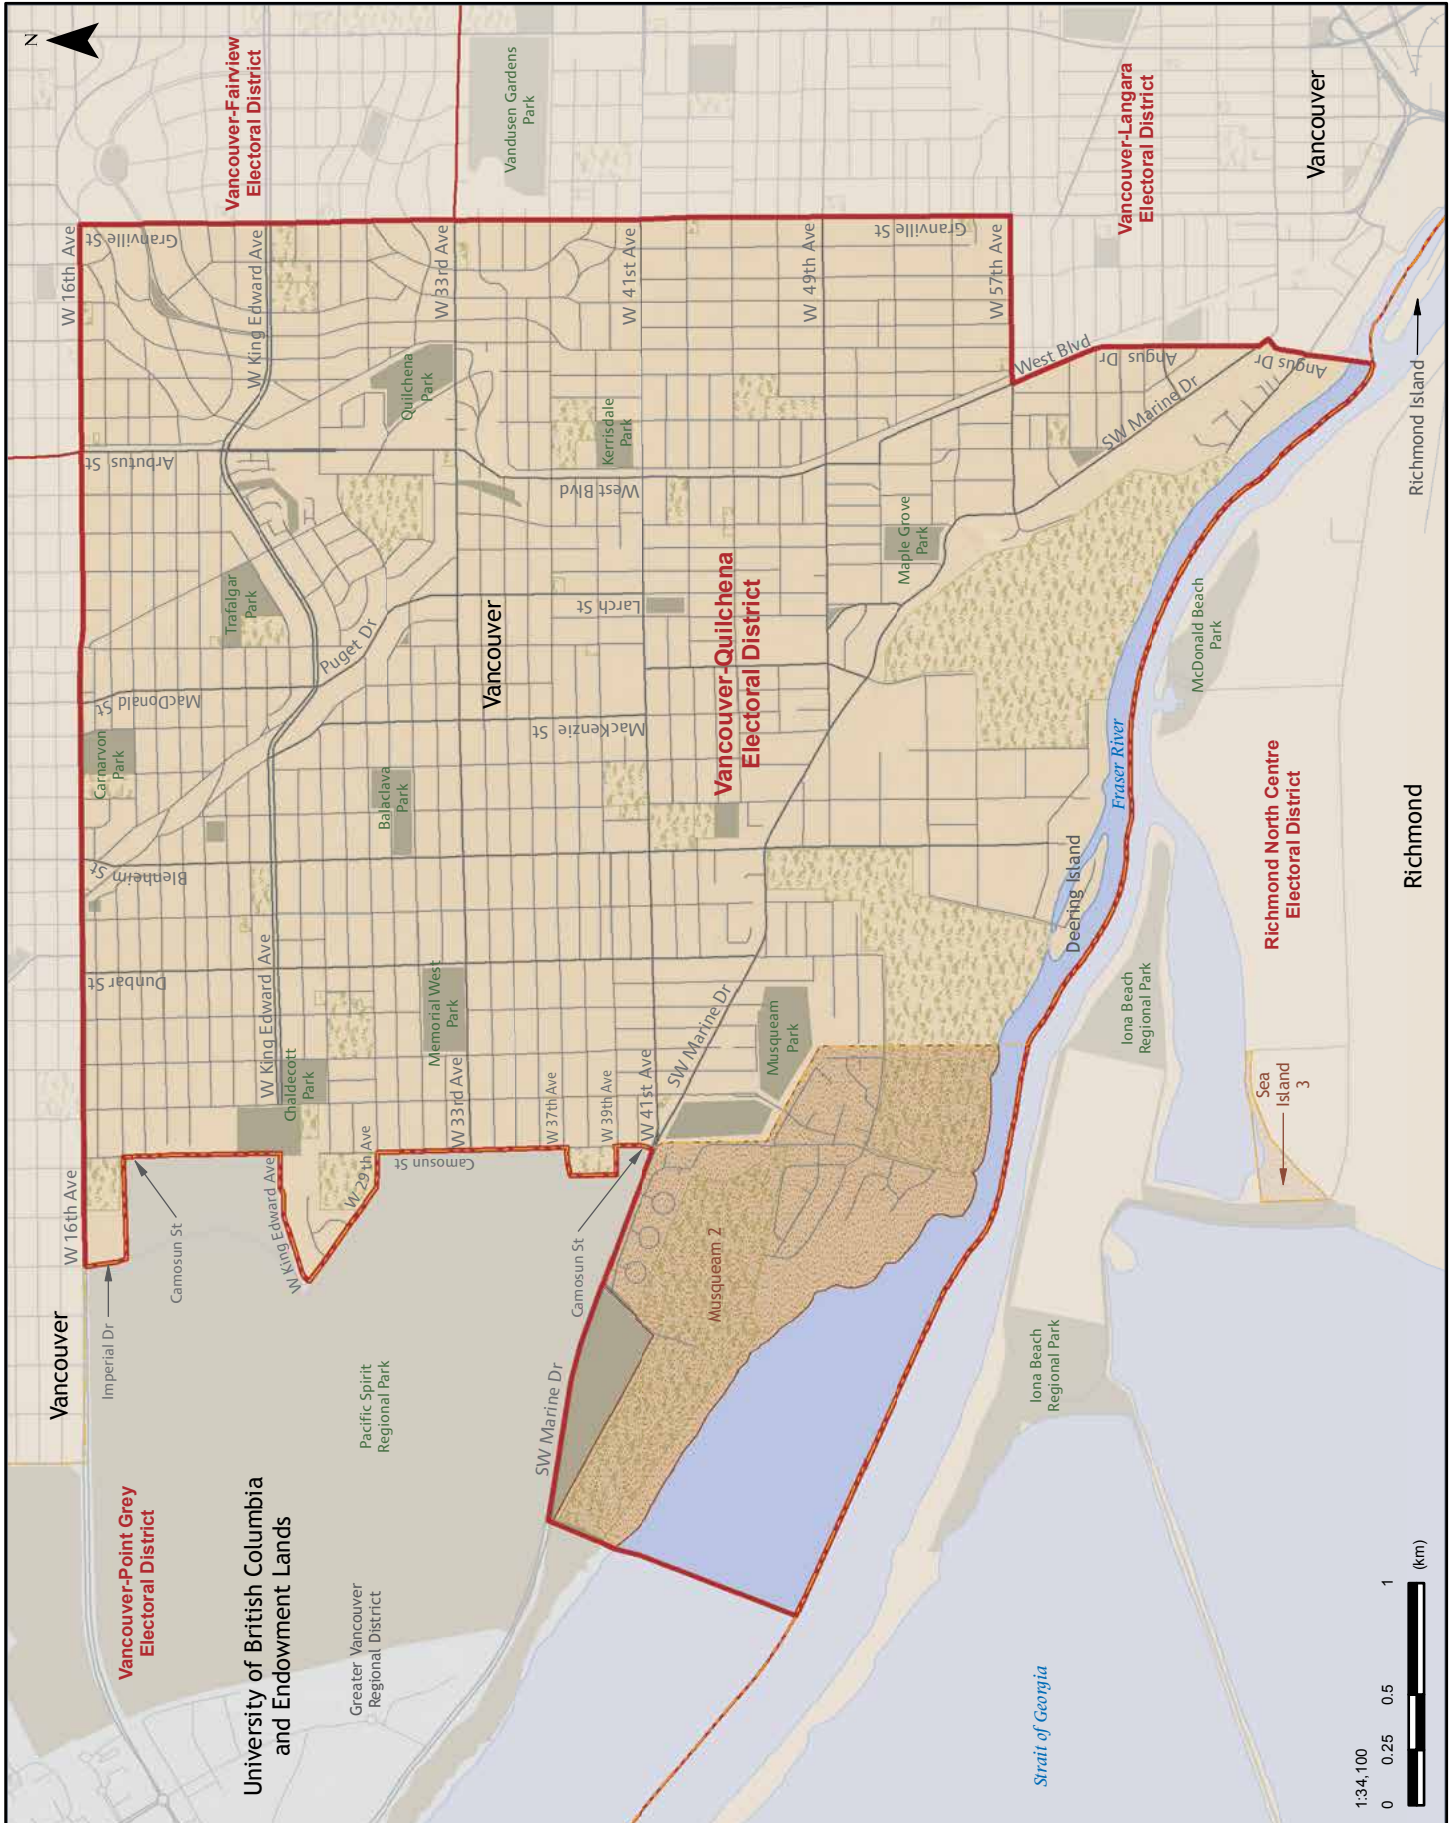 N
Vancouver
W 16th Ave
W 16th Ave
Carnarvon
Park
Imperial Dr
Granville St
Arbutus St
MacDonald St
Blenheim St
Dunbar St
Vancouver-Point Grey
Electoral District
Camosun St
Trafalgar
Park
Vancouver-Fairview
Electoral District
University of British Columbia
and Endowment Lands
W King Edward Ave
W King Edward Ave
W King Edward Ave
Chaldecott
Park
Puget Dr
Greater Vancouver
Regional District
Pacific Spirit
Regional Park
W 29th Ave
Balaclava
Park
Quilchena
Park
Camosun St
Memorial West
Park
W 33rd Ave
W 33rd Ave
Vancouver
Vandusen Gardens
Park
SW Marine Dr
W 37th Ave
Camosun St
W 39th Ave
MacKenzie St
Larch St
West Blvd
Kerrisdale
Park
W 41st Ave
W 41st Ave
SW Marine Dr
Musqueam 2
Vancouver-Quilchena
Electoral District
Musqueam
Park
W 49th Ave
Maple Grove
Park
Granville St
W 57th Ave
Strait of Georgia
Iona Beach
Regional Park
Deering Island
West Blvd
Fraser River
Iona Beach
Regional Park
SW Marine Dr
Angus Dr
Vancouver-Langara
Electoral District
McDonald Beach
Park
Sea
Island
3
Richmond North Centre
Electoral District
Angus Dr
Vancouver
1:34,100
0 0.25 0.5 1
(km)
Richmond
Richmond Island